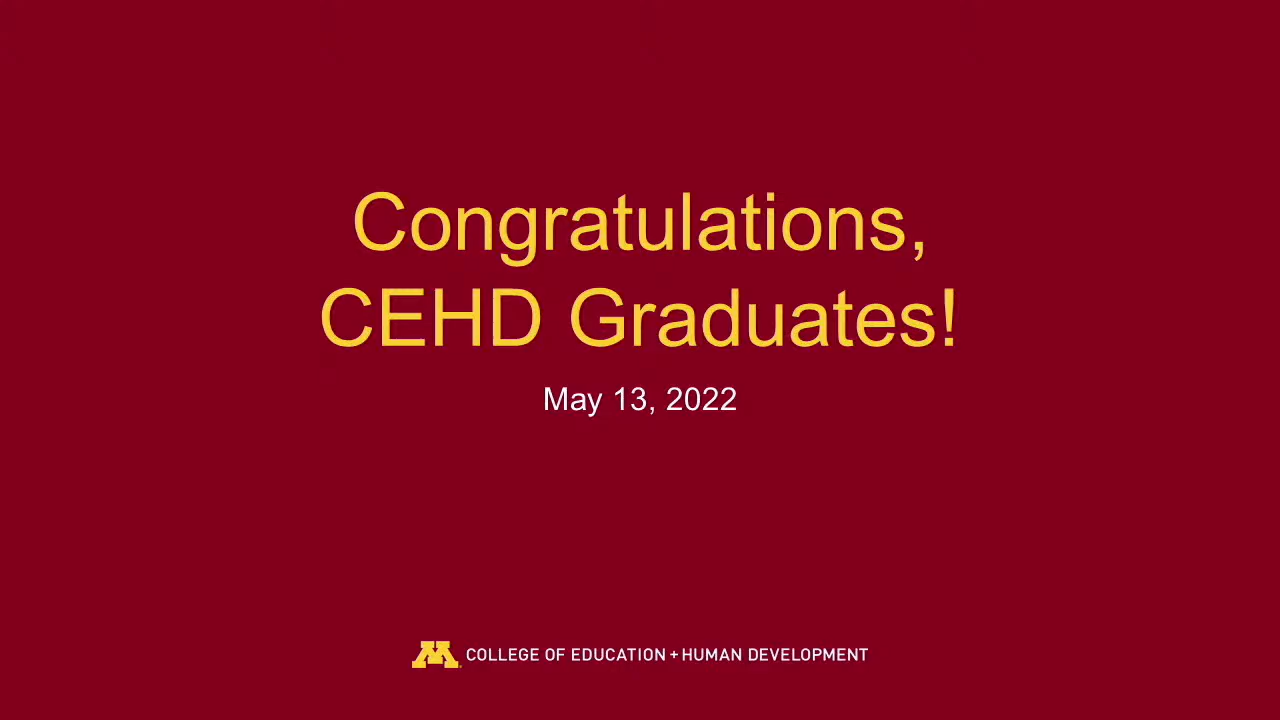 Congratulations,
CEHD Graduates!
May 13, 2022
M COLLEGE OF EDUCATION + HUMAN DEVELOPMENT